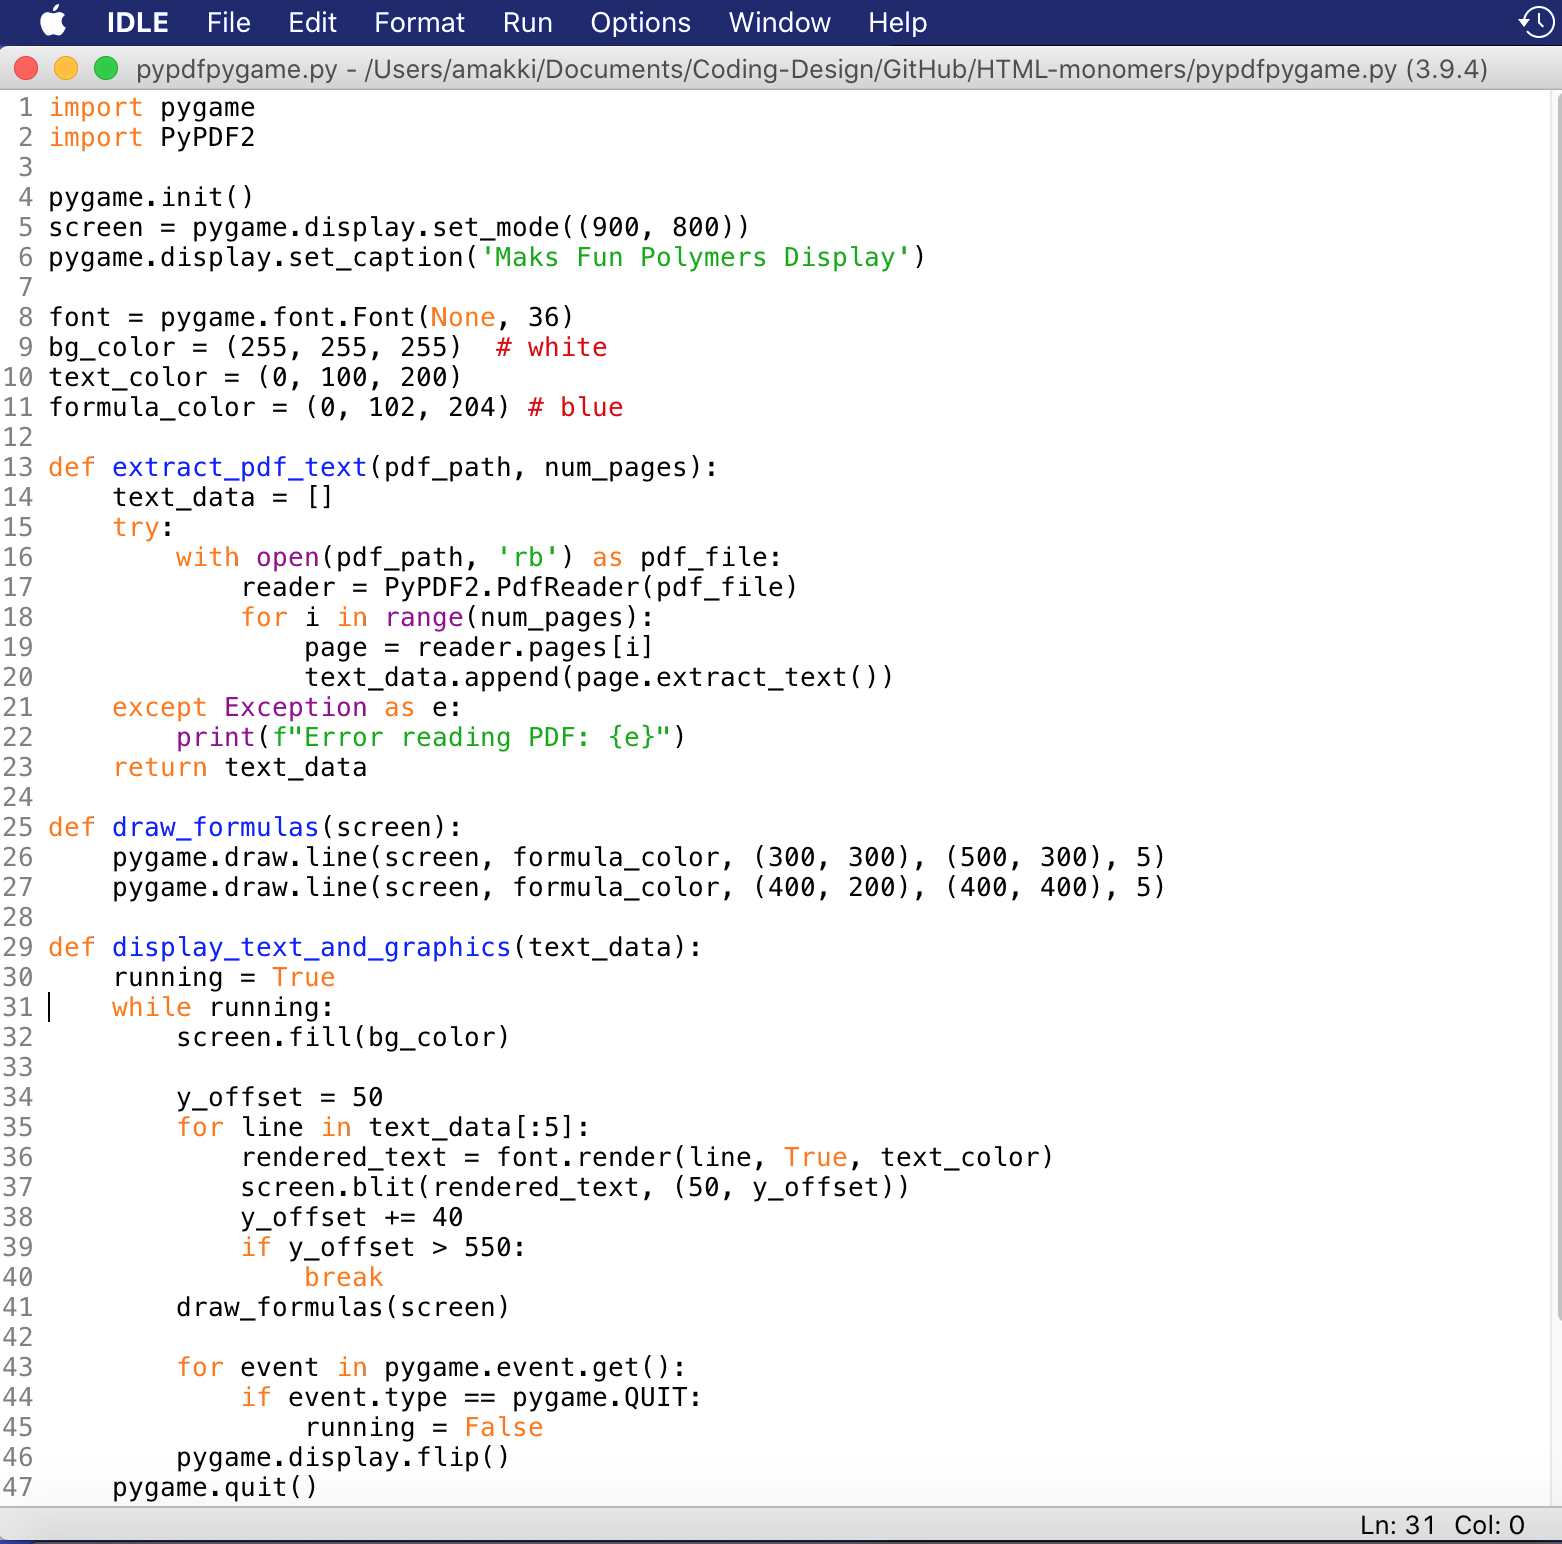 IDLE File Edit Format Run Options Window Help
pypdfpygame.py - /Users/amakki/Documents/Coding-Design/GitHub/HTML-monomers/pypdfpygame.py (3.9.4)
1 import pygame
2 import PyPDF2
3
4 pygame.init()
5 screen = pygame.display.set_mode((900, 800))
6 pygame.display.set_caption('Maks Fun Polymers Display')
7
8 font = pygame.font.Font(None, 36)
9 bg_color = (255, 255, 255)  # white
10 text_color = (0, 100, 200)
11 formula_color = (0, 102, 204) # blue
12
13 def extract_pdf_text(pdf_path, num_pages):
14     text_data = []
15     try:
16         with open(pdf_path, 'rb') as pdf_file:
17             reader = PyPDF2.PdfReader(pdf_file)
18             for i in range(num_pages):
19                 page = reader.pages[i]
20                 text_data.append(page.extract_text())
21     except Exception as e:
22         print(f"Error reading PDF: {e}")
23     return text_data
24
25 def draw_formulas(screen):
26     pygame.draw.line(screen, formula_color, (300, 300), (500, 300), 5)
27     pygame.draw.line(screen, formula_color, (400, 200), (400, 400), 5)
28
29 def display_text_and_graphics(text_data):
30     running = True
31     while running:
32         screen.fill(bg_color)
33
34         y_offset = 50
35         for line in text_data[:5]:
36             rendered_text = font.render(line, True, text_color)
37             screen.blit(rendered_text, (50, y_offset))
38             y_offset += 40
39             if y_offset > 550:
40                 break
41         draw_formulas(screen)
42
43         for event in pygame.event.get():
44             if event.type == pygame.QUIT:
45                 running = False
46         pygame.display.flip()
47     pygame.quit()
Ln: 31 Col: 0